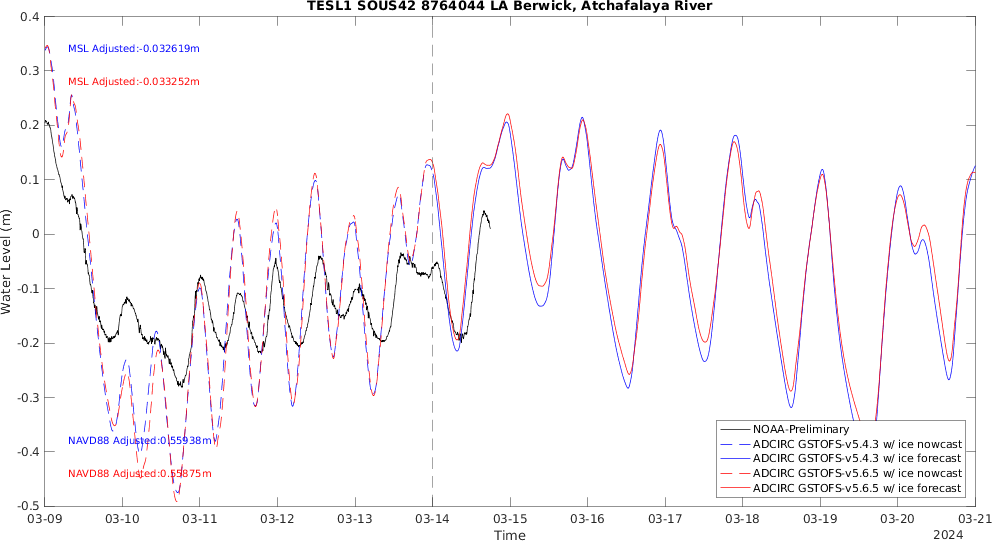 TESL1 SOUS42 8764044 LA Berwick, Atchafalaya River
0.4
0.3
0.2
0.1
0
-0.1
-0.2
-0.3
-0.4
-0.5
Water Level (m)
MSL Adjusted:-0.032619m
MSL Adjusted:-0.033252m
NAVD88 Adjusted:0.55938m
NAVD88 Adjusted:0.55875m
NOAA-Preliminary
ADCIRC GSTOFS-v5.4.3 w/ ice nowcast
ADCIRC GSTOFS-v5.4.3 w/ ice forecast
ADCIRC GSTOFS-v5.6.5 w/ ice nowcast
ADCIRC GSTOFS-v5.6.5 w/ ice forecast
03-09 03-10 03-11 03-12 03-13 03-14 03-15 03-16 03-17 03-18 03-19 03-20 03-21
Time
2024